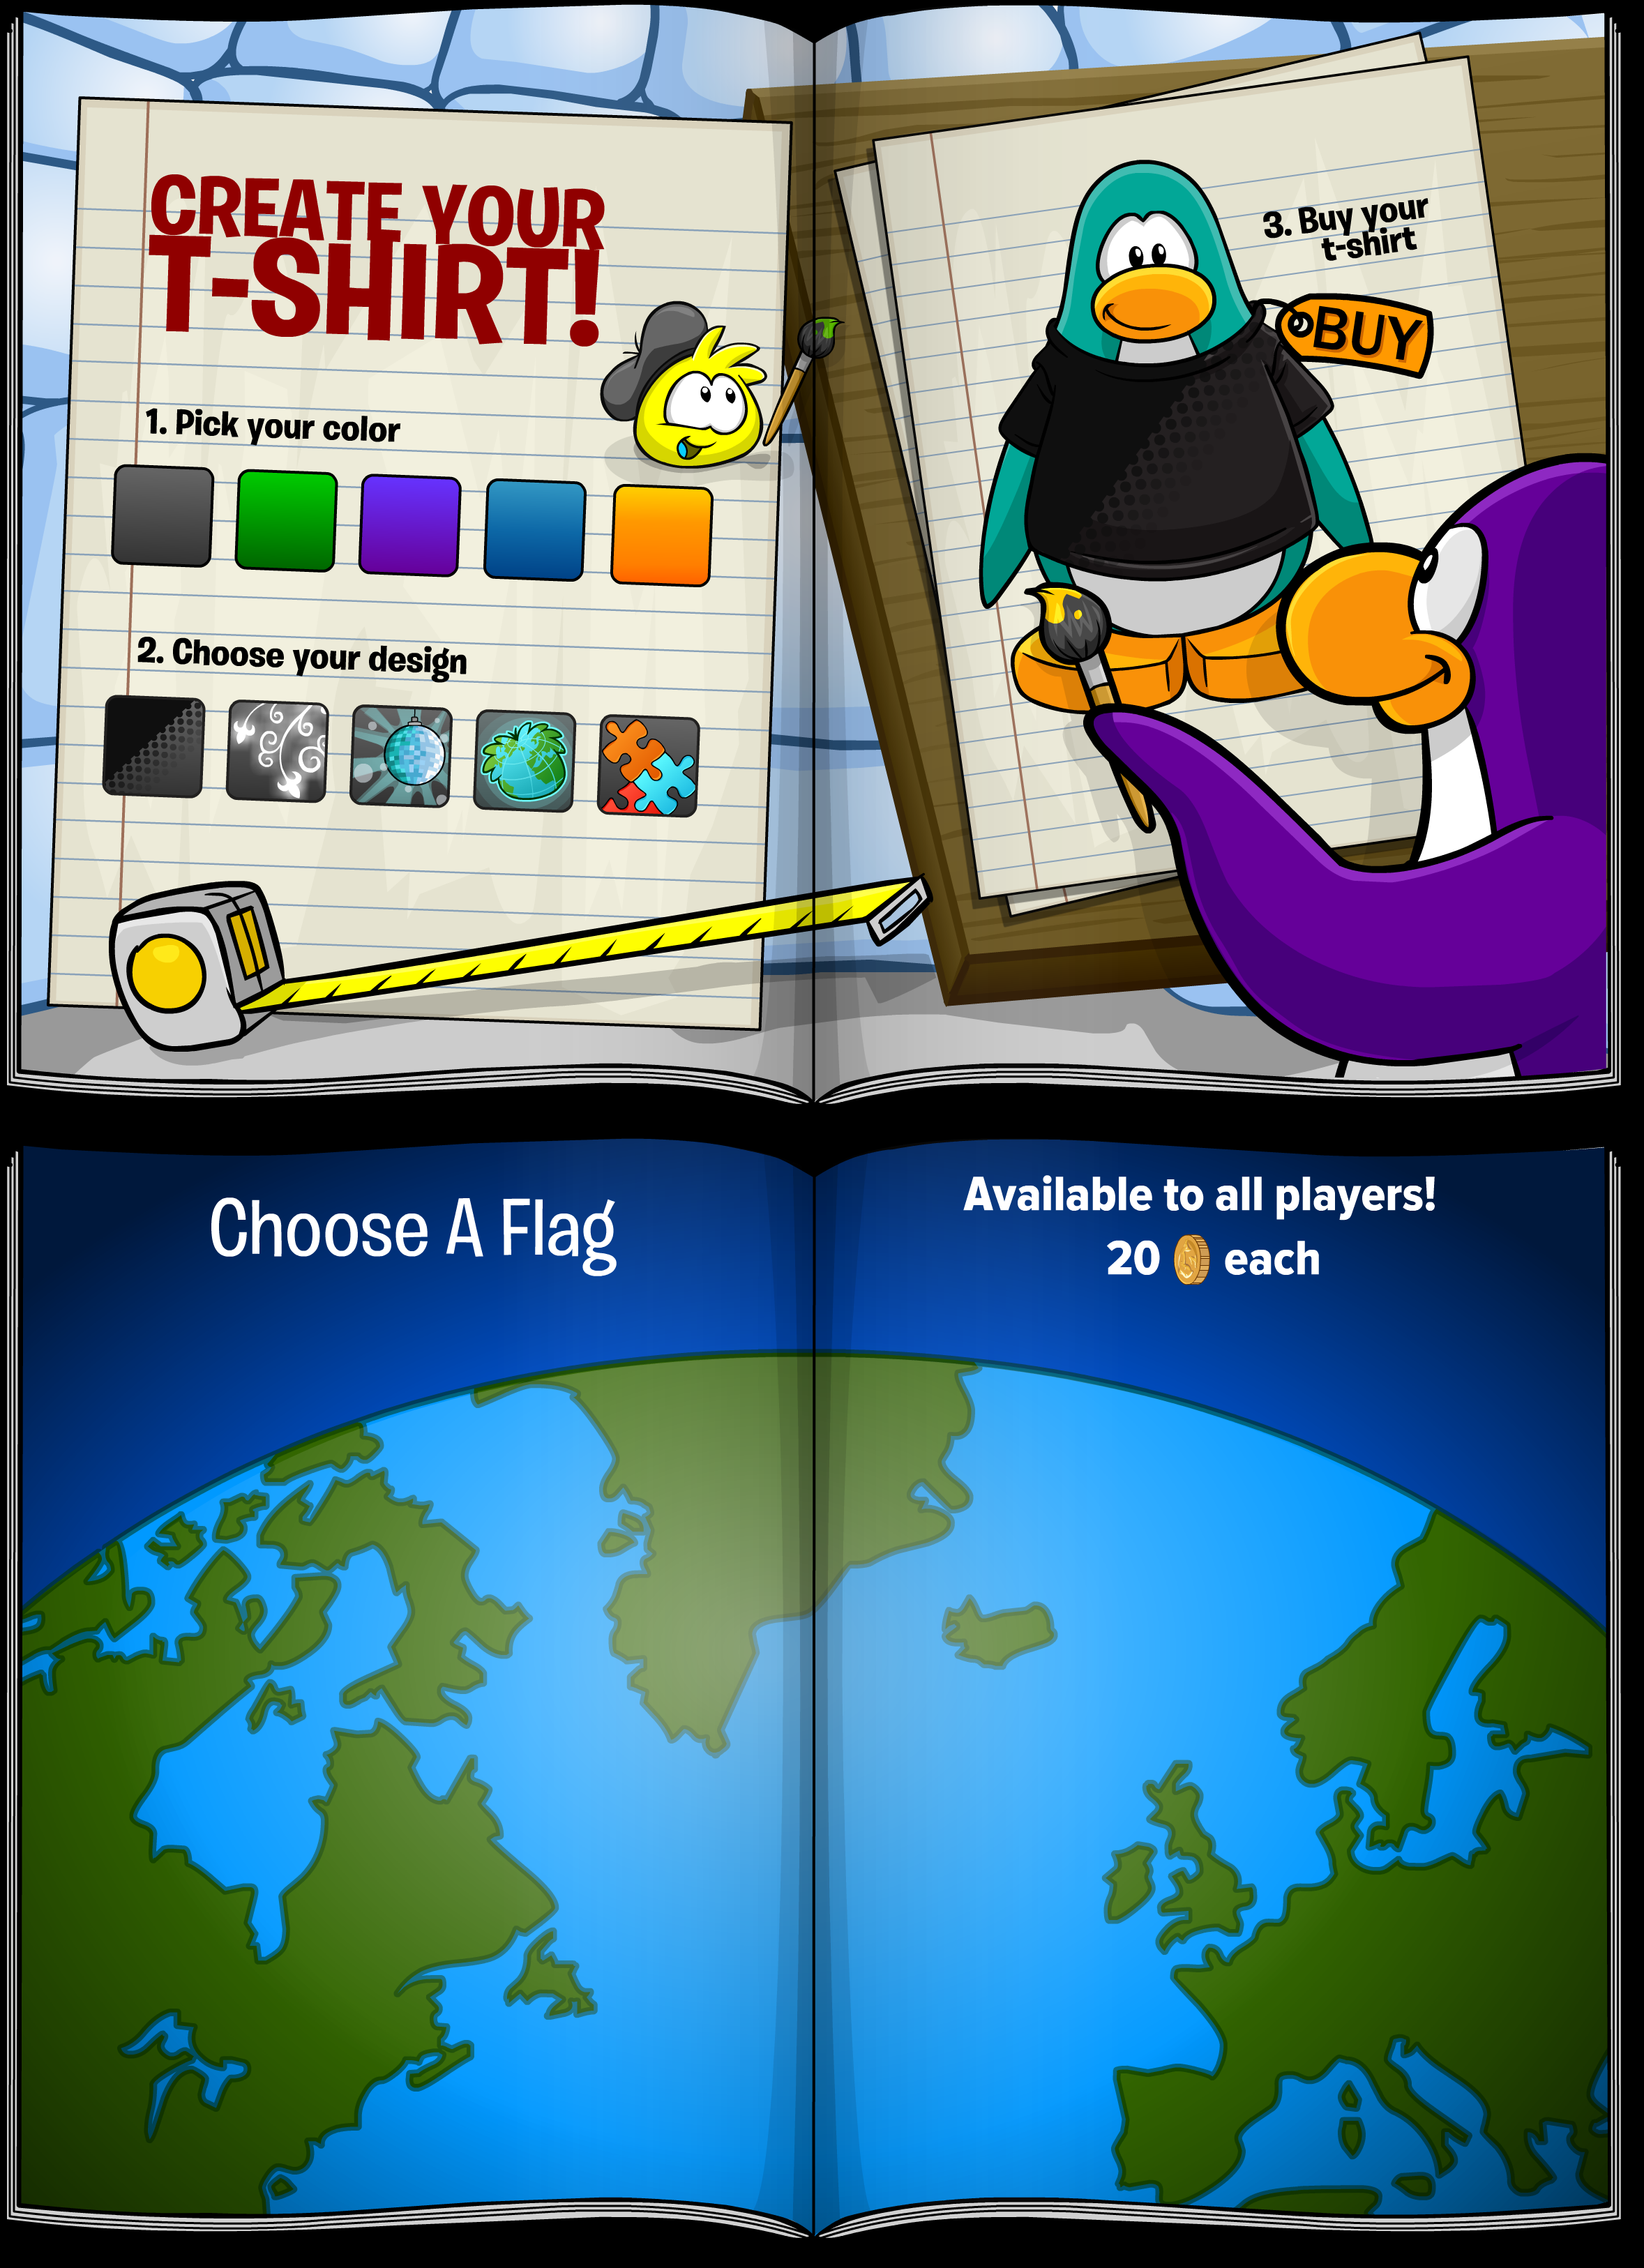 CREATE YOUR
T-SHIRT!
1. Pick your color
2. Choose your design
3. Buy your
t-shirt
BUY
Choose A Flag
Available to all players!
20 each